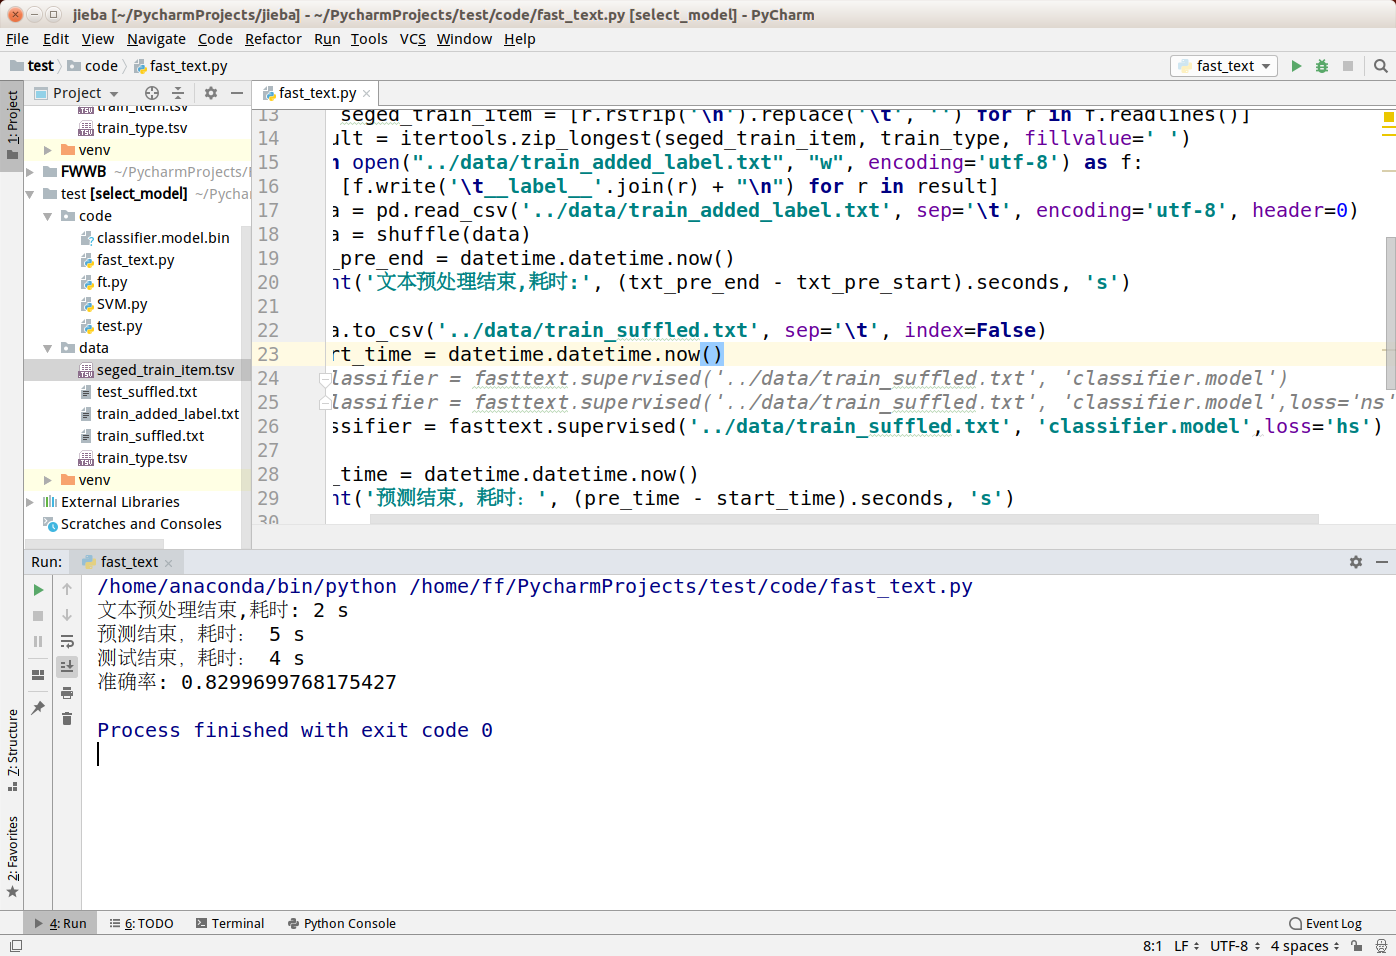 jieba [~/PycharmProjects/jieba] - ~/PycharmProjects/test/code/fast_text.py [select_model] - PyCharm
File Edit View Navigate Code Refactor Run Tools VCS Window Help
test code fast_text.py
fast_text
1: Project
Project
fast_text.py
train_item.tsv
train_type.tsv
venv
FWWB ~/PycharmProjects/
test [select_model] ~/Pychar
code
classifier.model.bin
fast_text.py
ft.py
SVM.py
test.py
data
seged_train_item.tsv
test_suffled.txt
train_added_label.txt
train_suffled.txt
train_type.tsv
venv
External Libraries
Scratches and Consoles
13 seged_train_item = [r.rstrip('\n').replace('\t', '') for r in f.readlines()]
14 ult = itertools.zip_longest(seged_train_item, train_type, fillvalue=' ')
15 h open("../data/train_added_label.txt", "w", encoding='utf-8') as f:
16 [f.write('\t__label__'.join(r) + "\n") for r in result]
17 a = pd.read_csv('../data/train_added_label.txt', sep='\t', encoding='utf-8', header=0)
18 a = shuffle(data)
19 _pre_end = datetime.datetime.now()
20 nt('文本预处理结束,耗时:', (txt_pre_end - txt_pre_start).seconds, 's')
21
22 a.to_csv('../data/train_suffled.txt', sep='\t', index=False)
23 rt_time = datetime.datetime.now()
24 lassifier = fasttext.supervised('../data/train_suffled.txt', 'classifier.model')
25 lassifier = fasttext.supervised('../data/train_suffled.txt', 'classifier.model',loss='ns'
26 ssifier = fasttext.supervised('../data/train_suffled.txt', 'classifier.model',loss='hs')
27
28 _time = datetime.datetime.now()
29 nt('预测结束，耗时：', (pre_time - start_time).seconds, 's')
30
Run: fast_text
/home/anaconda/bin/python /home/ff/PycharmProjects/test/code/fast_text.py
文本预处理结束,耗时: 2 s
预测结束，耗时： 5 s
测试结束，耗时： 4 s
准确率: 0.8299699768175427
Process finished with exit code 0
7: Structure
2: Favorites
4: Run 6: TODO Terminal Python Console Event Log
8:1 LF UTF-8 4 spaces